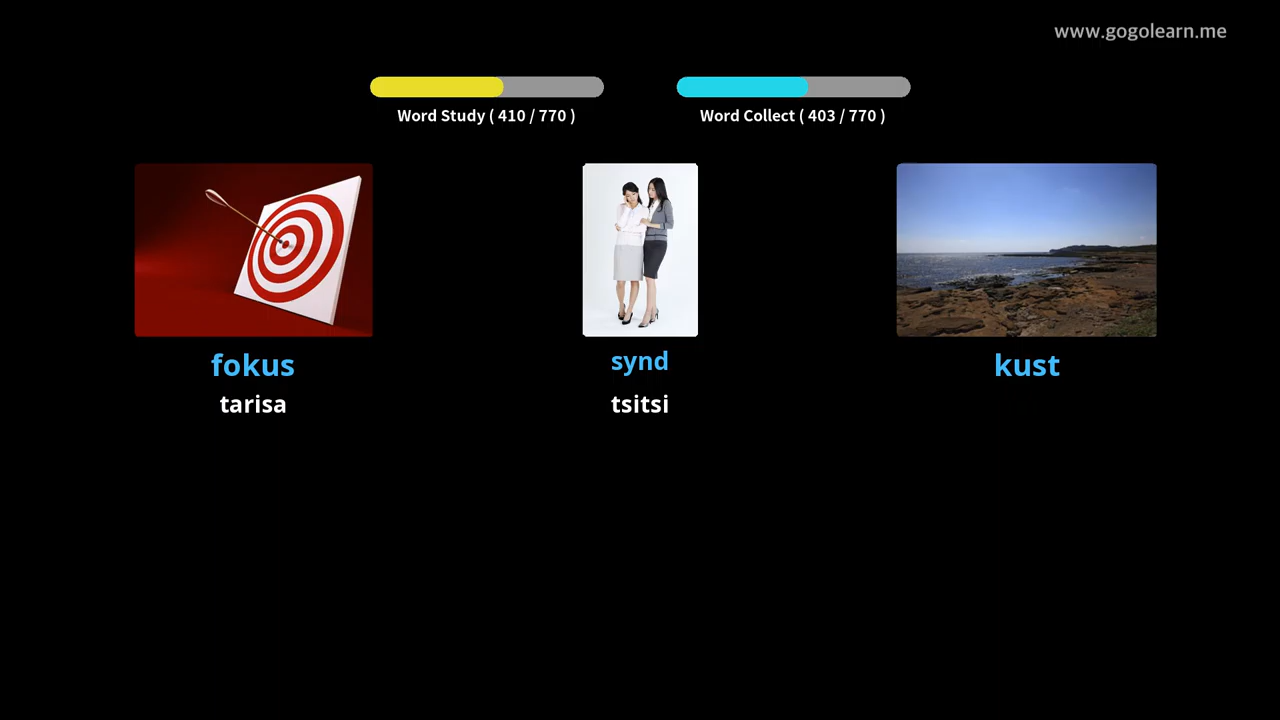 www.gogolearn.me
Word Study ( 410 / 770 )
Word Collect ( 403 / 770 )
fokus
synd
kust
tarisa
tsitsi